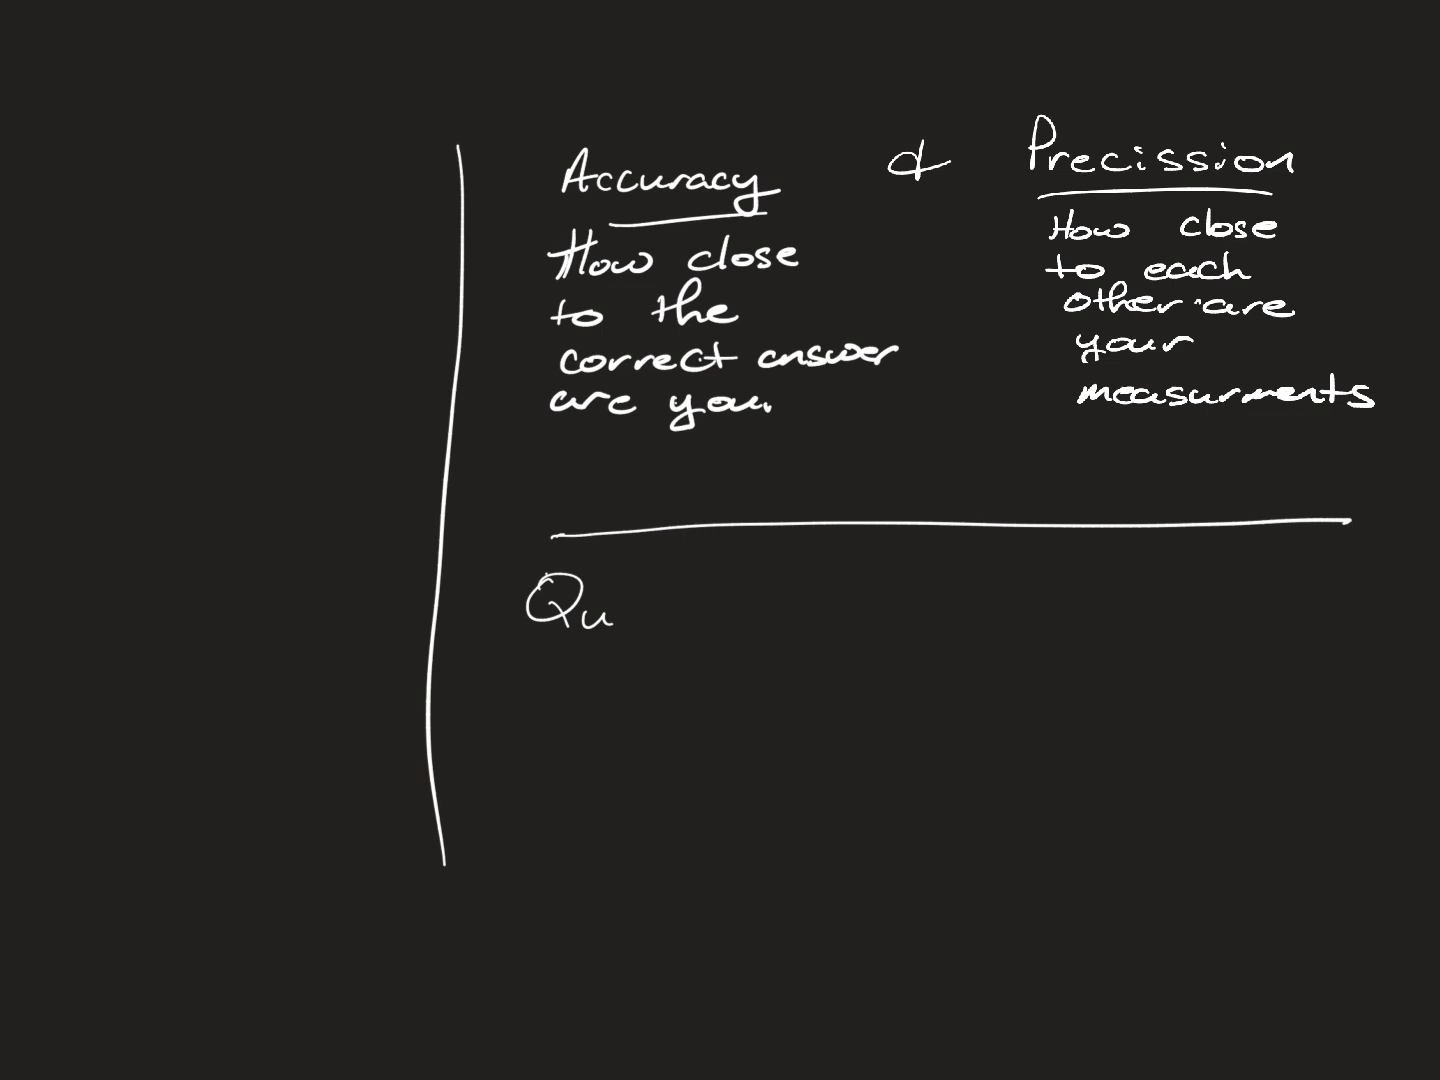 Accuracy & Precission
How close
to the
correct answer
are you.
How close
to each
other are
your
measurments
Qu